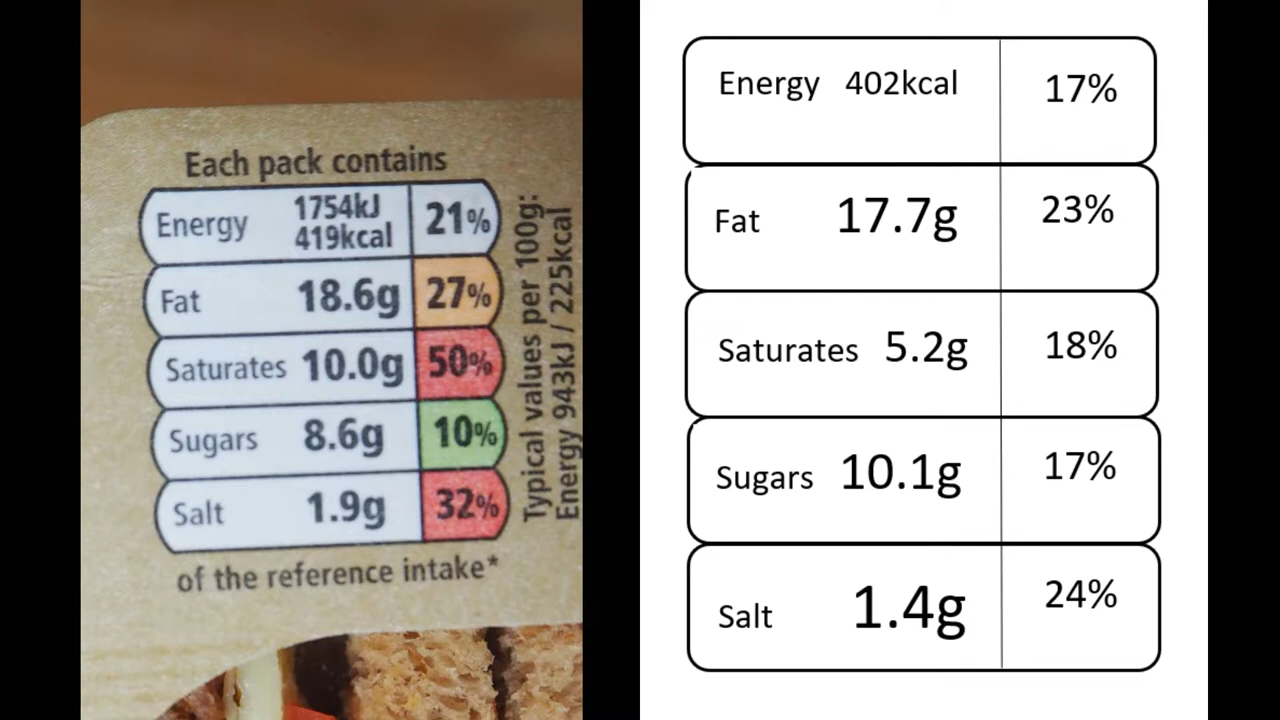 Each pack contains
Energy 1754kJ 419kcal 21%
Fat 18.6g 27%
Saturates 10.0g 50%
Sugars 8.6g 10%
Salt 1.9g 32%
of the reference intake*
Typical values per 100g:
Energy 943kJ / 225kcal
Energy 402kcal 17%
Fat 17.7g 23%
Saturates 5.2g 18%
Sugars 10.1g 17%
Salt 1.4g 24%